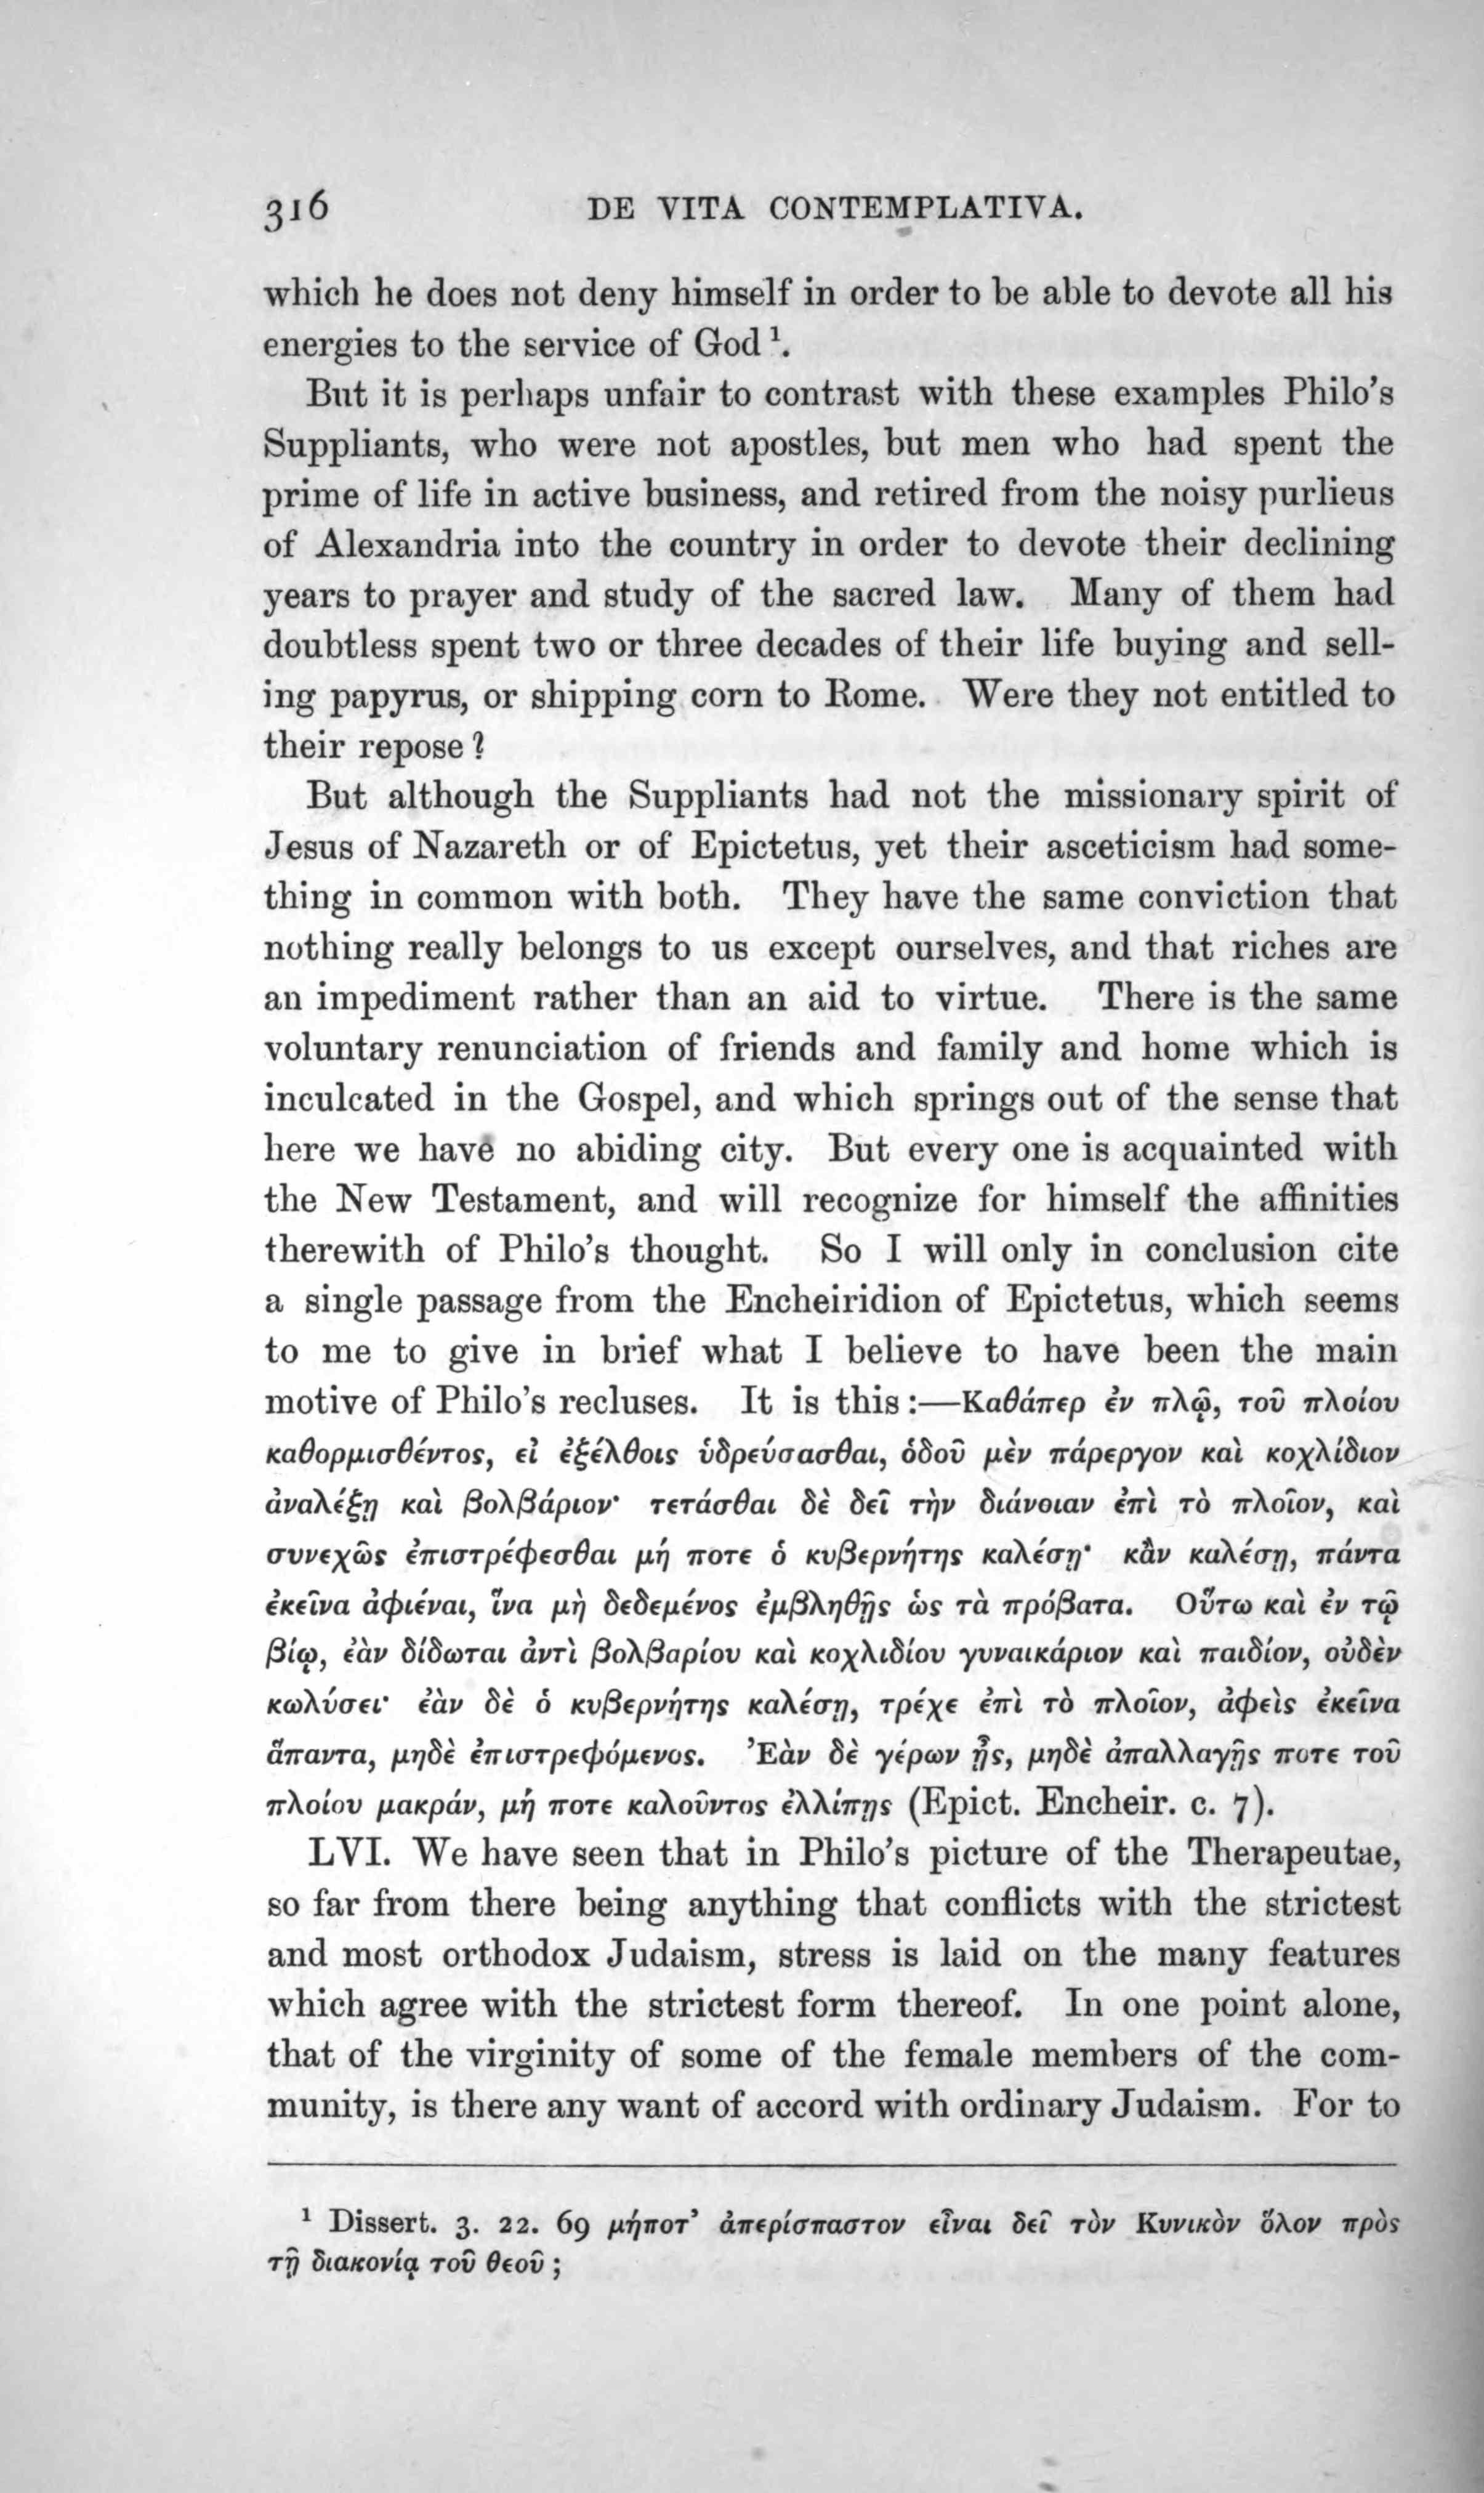 316 DE VITA CONTEMPLATIVA.
which he does not deny himself in order to be able to devote all his
energies to the service of God ¹.
But it is perhaps unfair to contrast with these examples Philo's
Suppliants, who were not apostles, but men who had spent the
prime of life in active business, and retired from the noisy purlieus
of Alexandria into the country in order to devote their declining
years to prayer and study of the sacred law. Many of them had
doubtless spent two or three decades of their life buying and sell-
ing papyrus, or shipping corn to Rome. Were they not entitled to
their repose ?
But although the Suppliants had not the missionary spirit of
Jesus of Nazareth or of Epictetus, yet their asceticism had some-
thing in common with both. They have the same conviction that
nothing really belongs to us except ourselves, and that riches are
an impediment rather than an aid to virtue. There is the same
voluntary renunciation of friends and family and home which is
inculcated in the Gospel, and which springs out of the sense that
here we have no abiding city. But every one is acquainted with
the New Testament, and will recognize for himself the affinities
therewith of Philo's thought. So I will only in conclusion cite
a single passage from the Encheiridion of Epictetus, which seems
to me to give in brief what I believe to have been the main
motive of Philo's recluses. It is this :—Καθάπερ ἐν πλῷ, τοῦ πλοίου
καθορμισθέντος, εἰ ἐξέλθοις ὑδρεύσασθαι, ὁδοῦ μὲν πάρεργον καὶ κοχλίδιον
ἀναλέξῃ καὶ βολβάριον· τετάσθαι δὲ δεῖ τὴν διάνοιαν ἐπὶ τὸ πλοῖον, καὶ
συνεχῶς ἐπιστρέφεσθαι μή ποτε ὁ κυβερνήτης καλέσῃ· κἂν καλέσῃ, πάντα
ἐκεῖνα ἀφιέναι, ἵνα μὴ δεδεμένος ἐμβληθῇς ὡς τὰ πρόβατα. Οὕτω καὶ ἐν τῷ
βίῳ, ἐὰν δίδωται ἀντὶ βολβαρίου καὶ κοχλιδίου γυναικάριον καὶ παιδίον, οὐδὲν
κωλύσει· ἐὰν δὲ ὁ κυβερνήτης καλέσῃ, τρέχε ἐπὶ τὸ πλοῖον, ἀφεὶς ἐκεῖνα
ἅπαντα, μηδὲ ἐπιστρεφόμενος. Ἐὰν δὲ γέρων ᾖς, μηδὲ ἀπαλλαγῇς ποτε τοῦ
πλοίου μακράν, μή ποτε καλοῦντος ἐλλίπῃς (Epict. Encheir. c. 7).
LVI. We have seen that in Philo's picture of the Therapeutae,
so far from there being anything that conflicts with the strictest
and most orthodox Judaism, stress is laid on the many features
which agree with the strictest form thereof. In one point alone,
that of the virginity of some of the female members of the com-
munity, is there any want of accord with ordinary Judaism. For to
¹ Dissert. 3. 22. 69 μήποτ' ἀπερίσπαστον εἶναι δεῖ τὸν Κυνικὸν ὅλον πρὸς
τῇ διακονίᾳ τοῦ θεοῦ ;